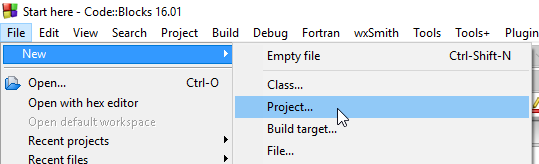 Start here - Code::Blocks 16.01
File Edit View Search Project Build Debug Fortran wxSmith Tools Tools+ Plugin
New Empty file Ctrl-Shift-N
Open... Ctrl-O Class...
Open with hex editor Project...
Open default workspace Build target...
Recent projects File...
Recent files